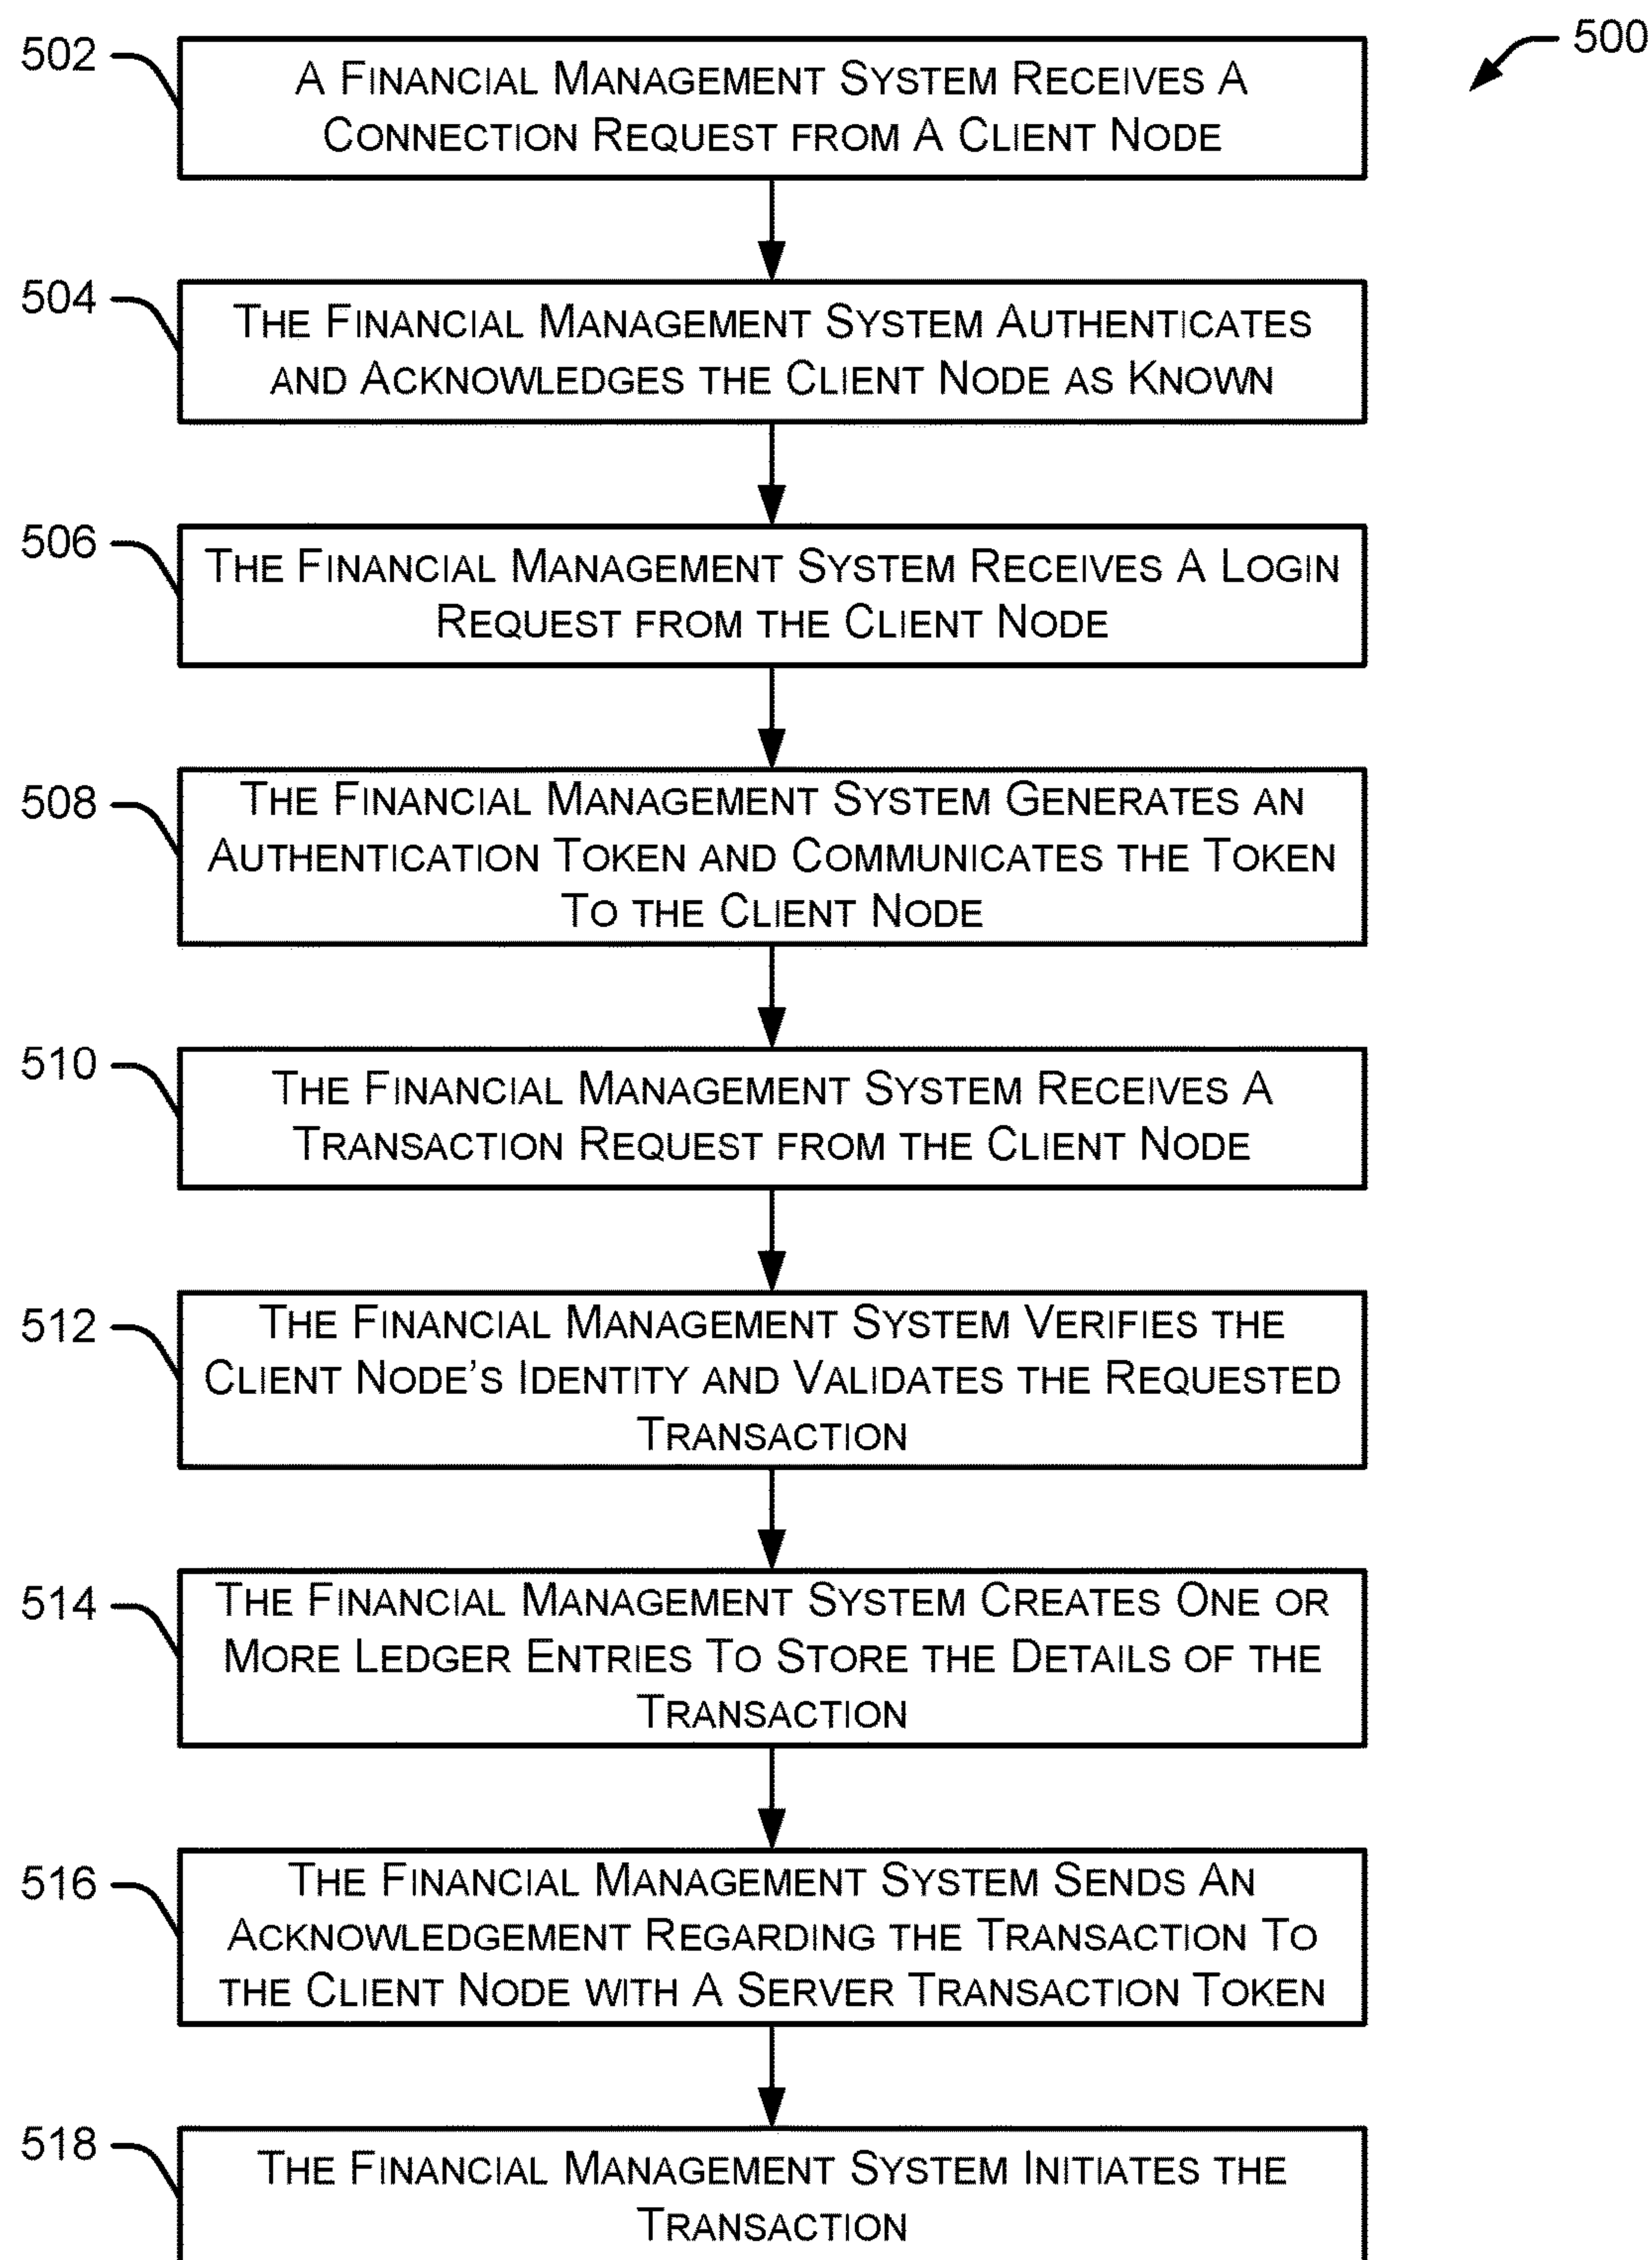 500
502
A FINANCIAL MANAGEMENT SYSTEM RECEIVES A
CONNECTION REQUEST FROM A CLIENT NODE
504
THE FINANCIAL MANAGEMENT SYSTEM AUTHENTICATES
AND ACKNOWLEDGES THE CLIENT NODE AS KNOWN
506
THE FINANCIAL MANAGEMENT SYSTEM RECEIVES A LOGIN
REQUEST FROM THE CLIENT NODE
508
THE FINANCIAL MANAGEMENT SYSTEM GENERATES AN
AUTHENTICATION TOKEN AND COMMUNICATES THE TOKEN
TO THE CLIENT NODE
510
THE FINANCIAL MANAGEMENT SYSTEM RECEIVES A
TRANSACTION REQUEST FROM THE CLIENT NODE
512
THE FINANCIAL MANAGEMENT SYSTEM VERIFIES THE
CLIENT NODE'S IDENTITY AND VALIDATES THE REQUESTED
TRANSACTION
514
THE FINANCIAL MANAGEMENT SYSTEM CREATES ONE OR
MORE LEDGER ENTRIES TO STORE THE DETAILS OF THE
TRANSACTION
516
THE FINANCIAL MANAGEMENT SYSTEM SENDS AN
ACKNOWLEDGEMENT REGARDING THE TRANSACTION TO
THE CLIENT NODE WITH A SERVER TRANSACTION TOKEN
518
THE FINANCIAL MANAGEMENT SYSTEM INITIATES THE
TRANSACTION